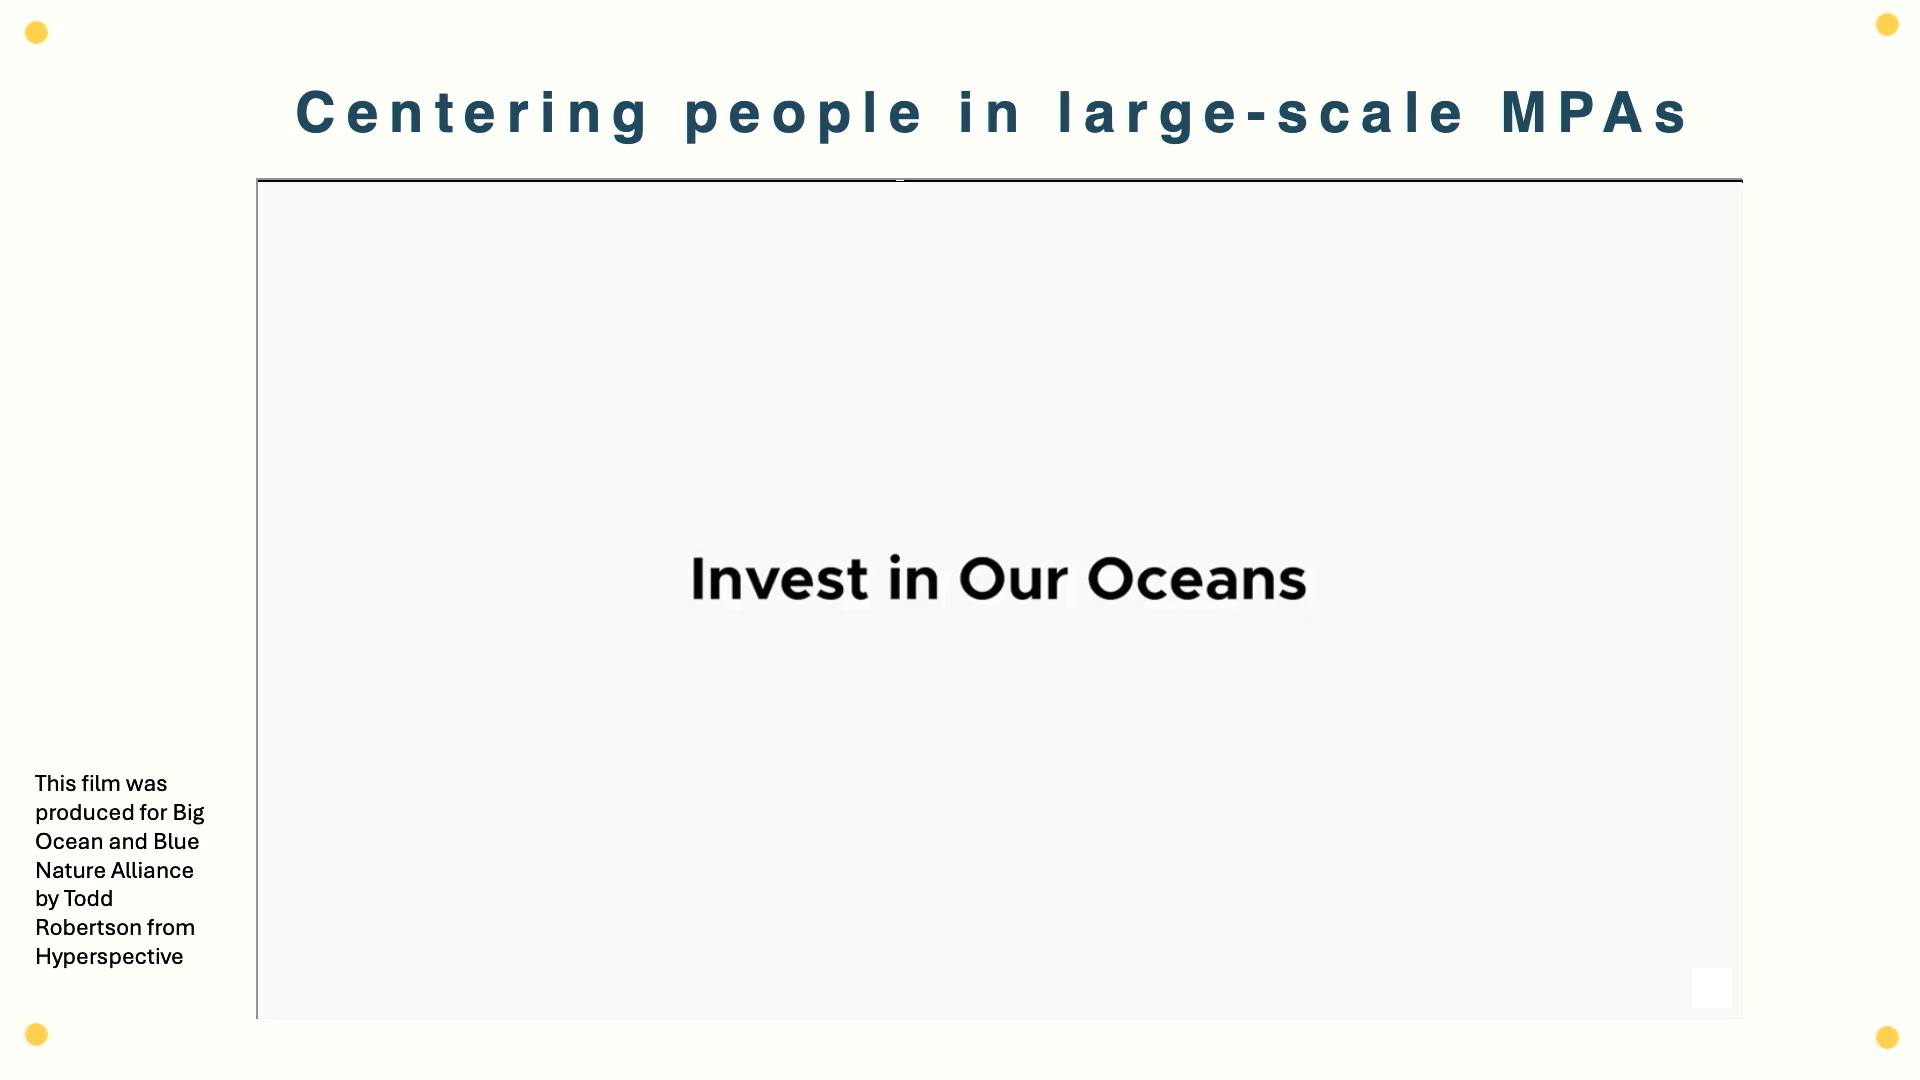 Centering people in large-scale MPAs
Invest in Our Oceans
This film was
produced for Big
Ocean and Blue
Nature Alliance
by Todd
Robertson from
Hyperspective